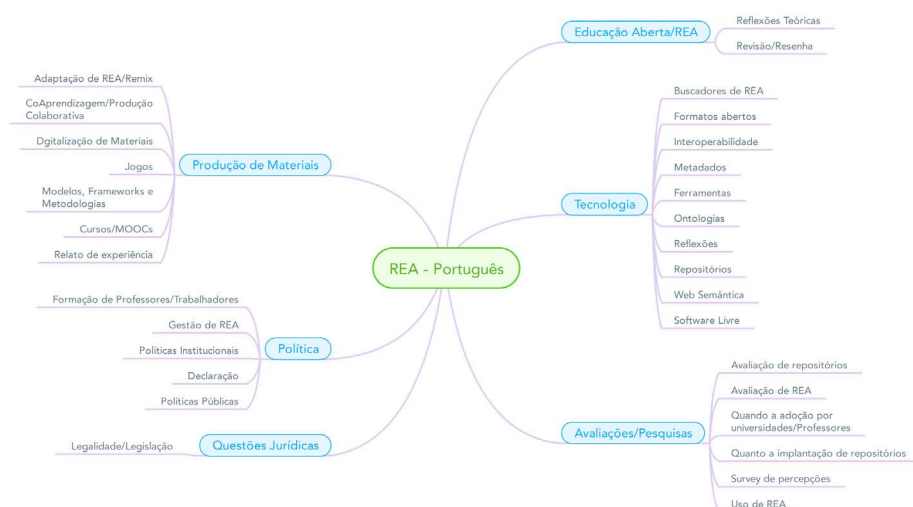 Educação Aberta/REA
Reflexões Teóricas
Revisão/Resenha
Adaptação de REA/Remix
CoAprendizagem/Produção
Colaborativa
Dgitalização de Materiais
Jogos
Modelos, Frameworks e
Metodologias
Cursos/MOOCs
Relato de experiência
Produção de Materiais
Tecnologia
Buscadores de REA
Formatos abertos
Interoperabilidade
Metadados
Ferramentas
Ontologias
Reflexões
Repositórios
Web Semântica
Software Livre
REA - Português
Formação de Professores/Trabalhadores
Gestão de REA
Políticas Institucionais
Declaração
Políticas Públicas
Política
Legalidade/Legislação
Questões Jurídicas
Avaliações/Pesquisas
Avaliação de repositórios
Avaliação de REA
Quando a adoção por
universidades/Professores
Quanto a implantação de repositórios
Survey de percepções
Uso de REA